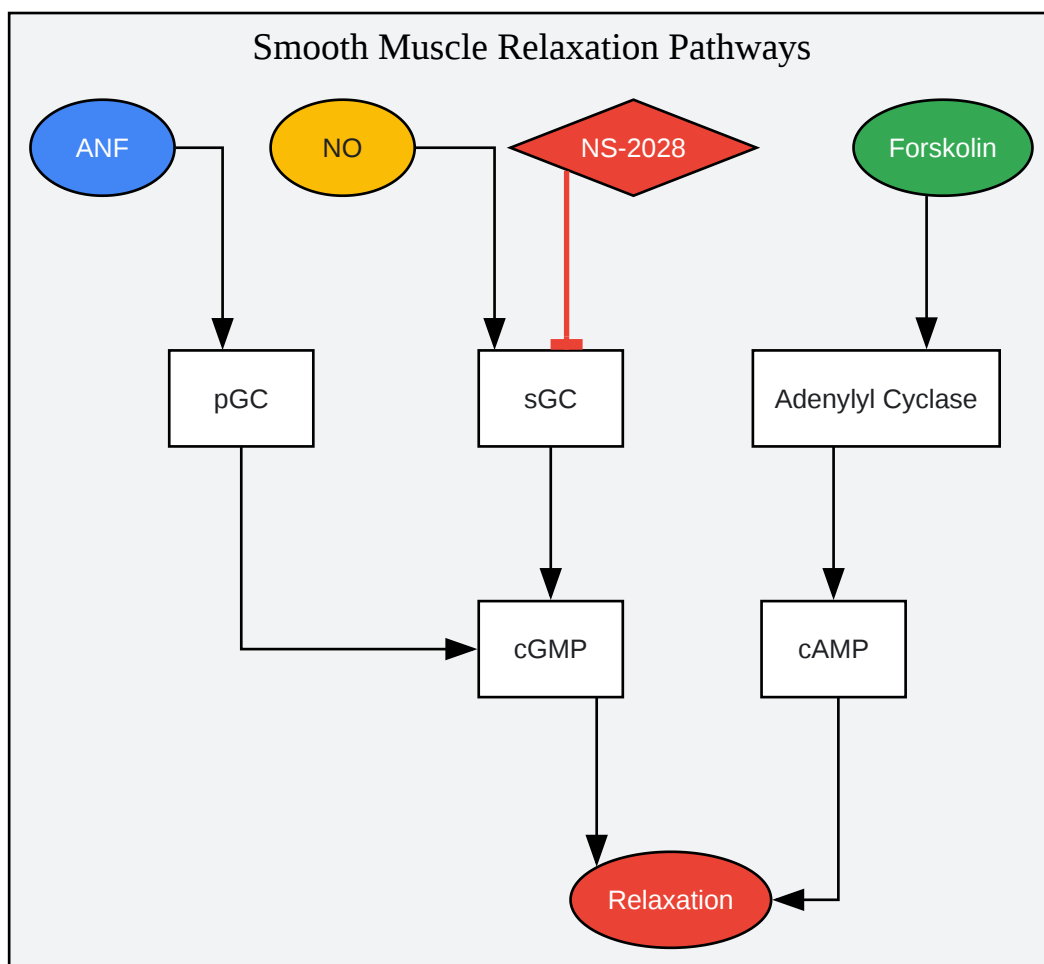 Smooth Muscle Relaxation Pathways
ANF
NO
NS-2028
Forskolin
pGC
sGC
Adenylyl Cyclase
cGMP
cAMP
Relaxation